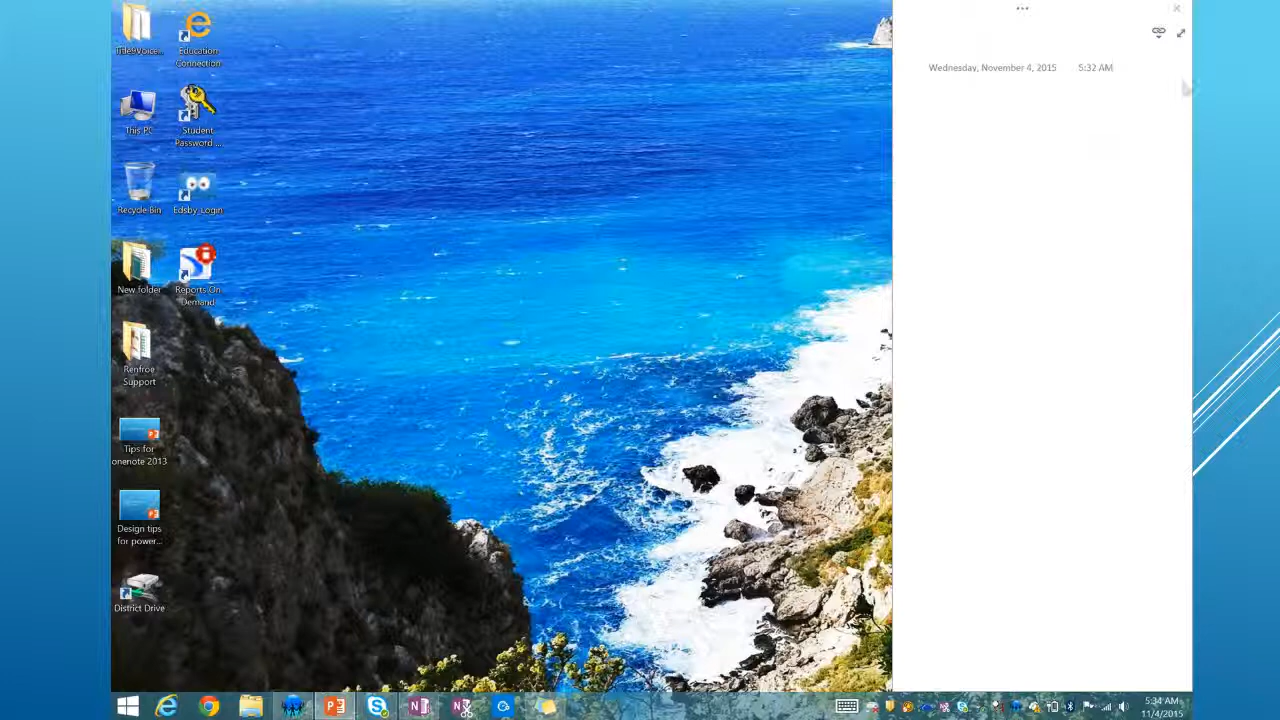 Title9Voice...
Education
Connection
This PC
Student
Password ...
Recycle Bin
Edsby_Login
New folder
Reports On
Demand
Renfroe
Support
Tips for
onenote 2013
Design tips
for power...
District Drive
Wednesday, November 4, 2015 5:32 AM
5:34 AM
11/4/2015